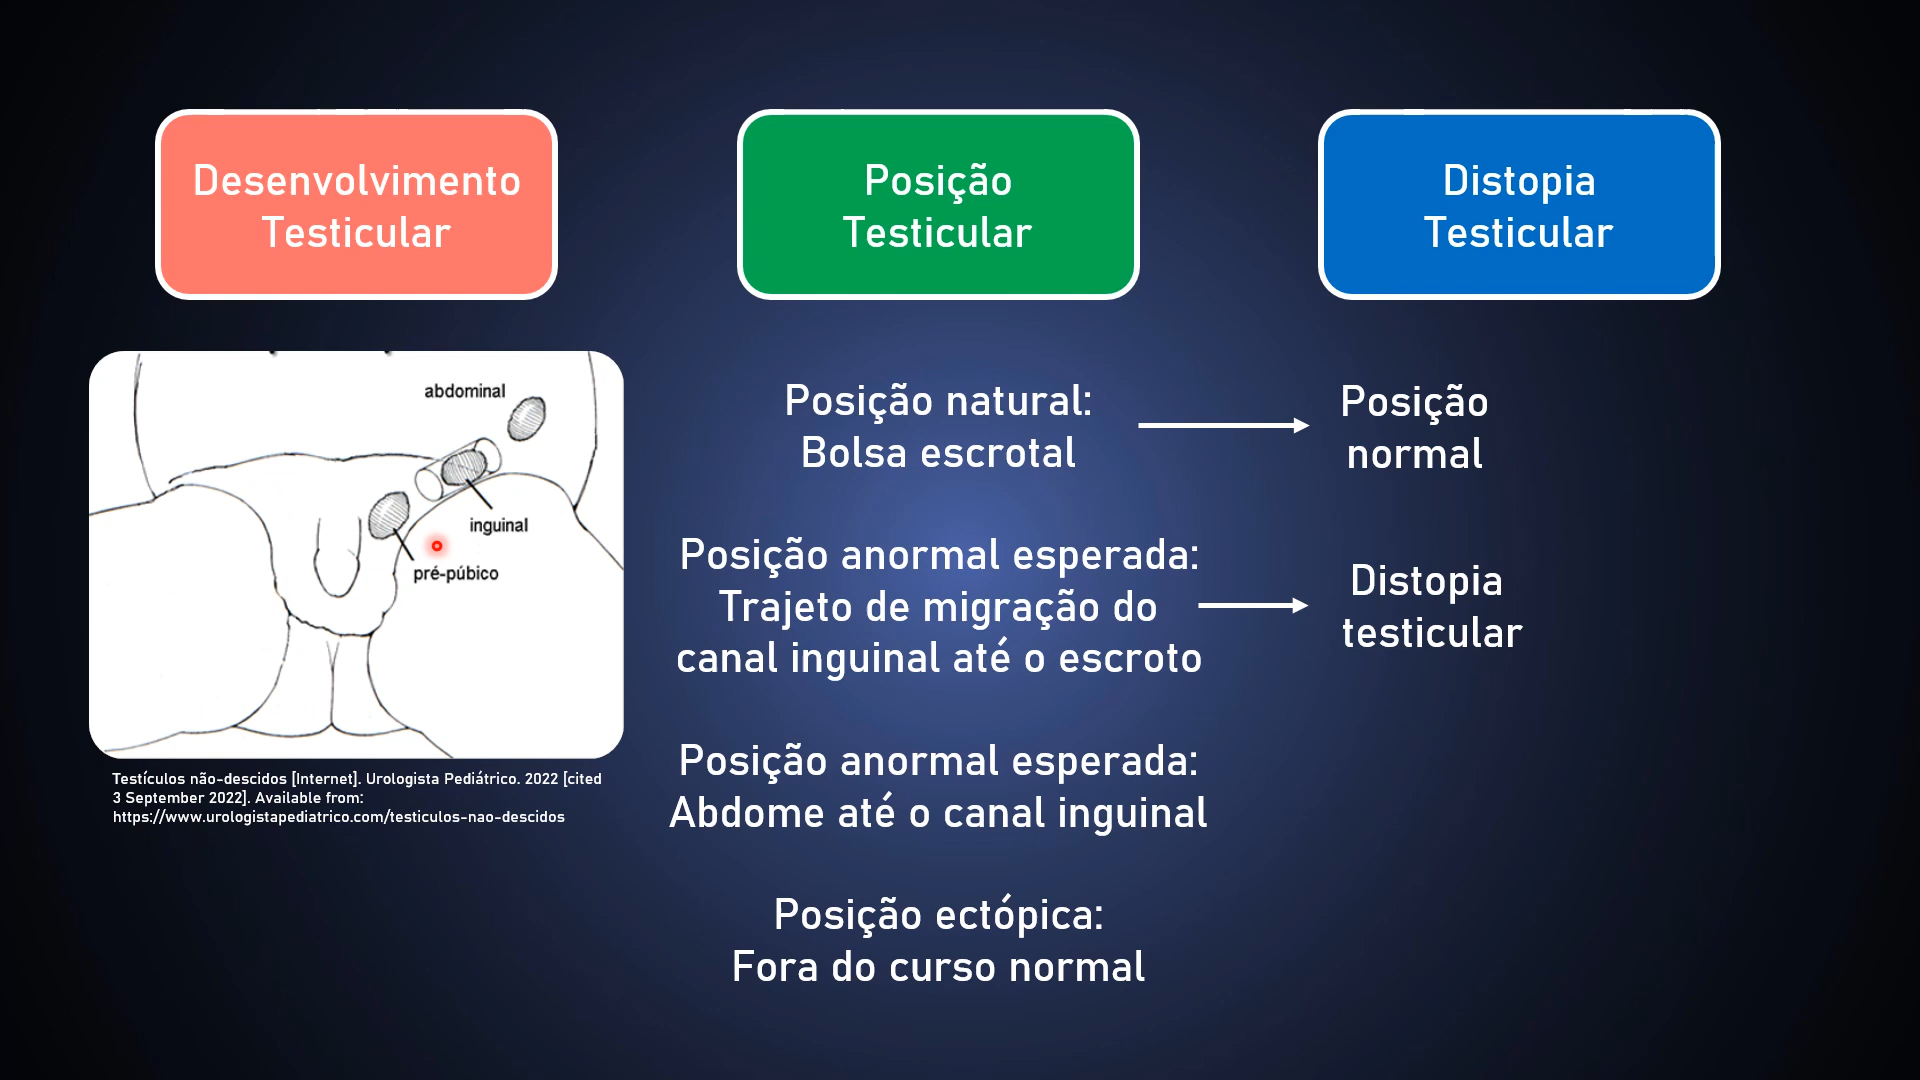 Desenvolvimento
Testicular
Posição
Testicular
Distopia
Testicular
abdominal
inguinal
pré-púbico
Testículos não-descidos [Internet]. Urologista Pediátrico. 2022 [cited
3 September 2022]. Available from:
https://www.urologistapediatrico.com/testiculos-nao-descidos
Posição natural:
Bolsa escrotal
Posição
normal
Posição anormal esperada:
Trajeto de migração do
canal inguinal até o escroto
Distopia
testicular
Posição anormal esperada:
Abdome até o canal inguinal
Posição ectópica:
Fora do curso normal